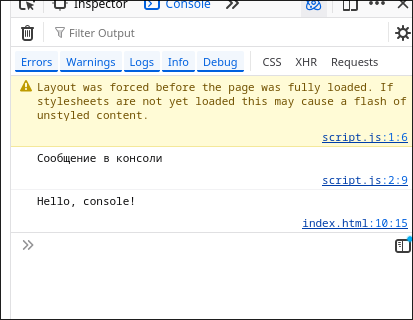 Inspector
Console
Filter Output
Errors Warnings Logs Info Debug CSS XHR Requests
Layout was forced before the page was fully loaded. If
stylesheets are not yet loaded this may cause a flash of
unstyled content.
script.js:1:6
Сообщение в консоли
script.js:2:9
Hello, console!
index.html:10:15